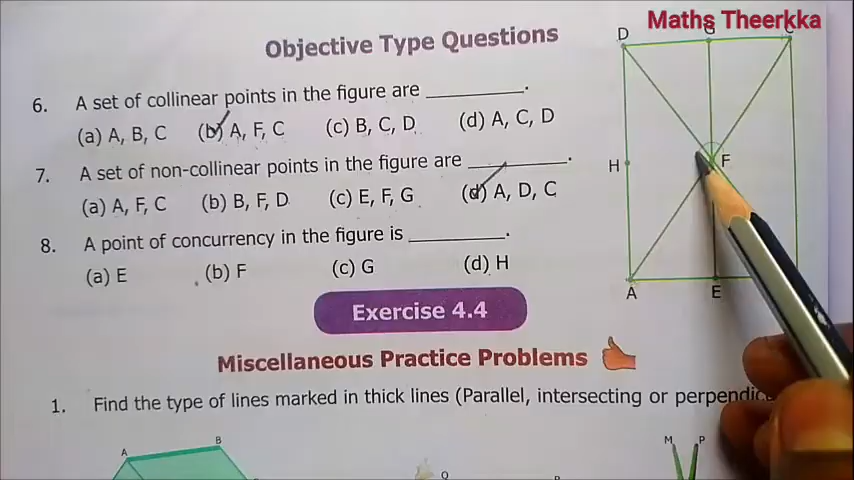 Maths Theerkka
Objective Type Questions
D G C
6. A set of collinear points in the figure are ________.
(a) A, B, C (b) A, F, C (c) B, C, D (d) A, C, D
7. A set of non-collinear points in the figure are ________.
H F
(a) A, F, C (b) B, F, D (c) E, F, G (d) A, D, C
8. A point of concurrency in the figure is ________.
(a) E (b) F (c) G (d) H
A E
Exercise 4.4
Miscellaneous Practice Problems
1. Find the type of lines marked in thick lines (Parallel, intersecting or perpendic
A B M P
Q